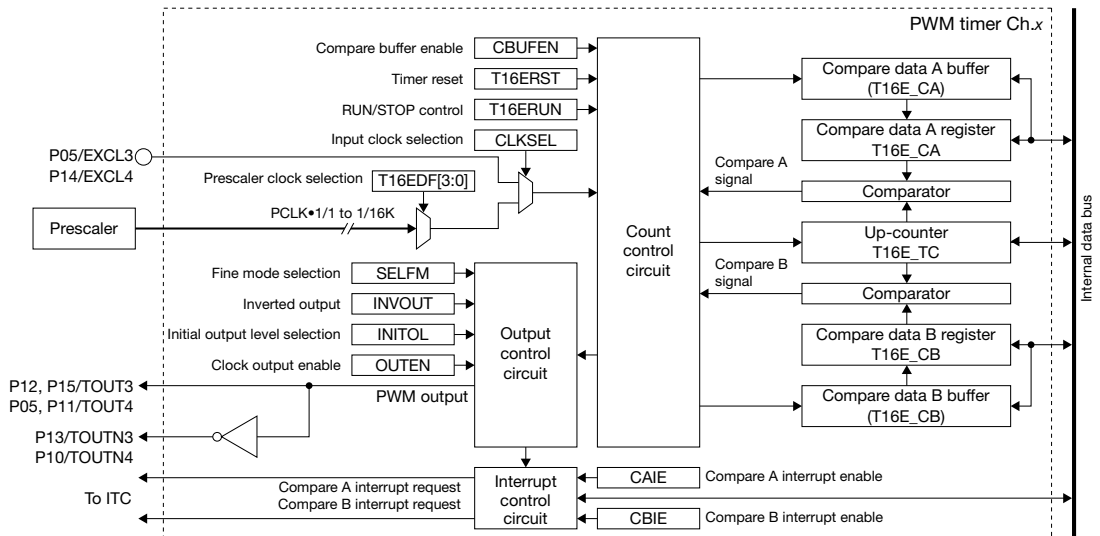 PWM timer Ch.x
Compare buffer enable CBUFEN
Timer reset T16ERST
RUN/STOP control T16ERUN
Input clock selection CLKSEL
P05/EXCL3
P14/EXCL4
Prescaler clock selection T16EDF[3:0]
Prescaler
PCLK•1/1 to 1/16K
Count
control
circuit
Compare data A buffer
(T16E_CA)
Compare data A register
T16E_CA
Compare A
signal
Comparator
Up-counter
T16E_TC
Compare B
signal
Comparator
Compare data B register
T16E_CB
Compare data B buffer
(T16E_CB)
Internal data bus
Fine mode selection SELFM
Inverted output INVOUT
Initial output level selection INITOL
Clock output enable OUTEN
Output
control
circuit
P12, P15/TOUT3
P05, P11/TOUT4
PWM output
P13/TOUTN3
P10/TOUTN4
To ITC
Compare A interrupt request
Compare B interrupt request
Interrupt
control
circuit
CAIE Compare A interrupt enable
CBIE Compare B interrupt enable